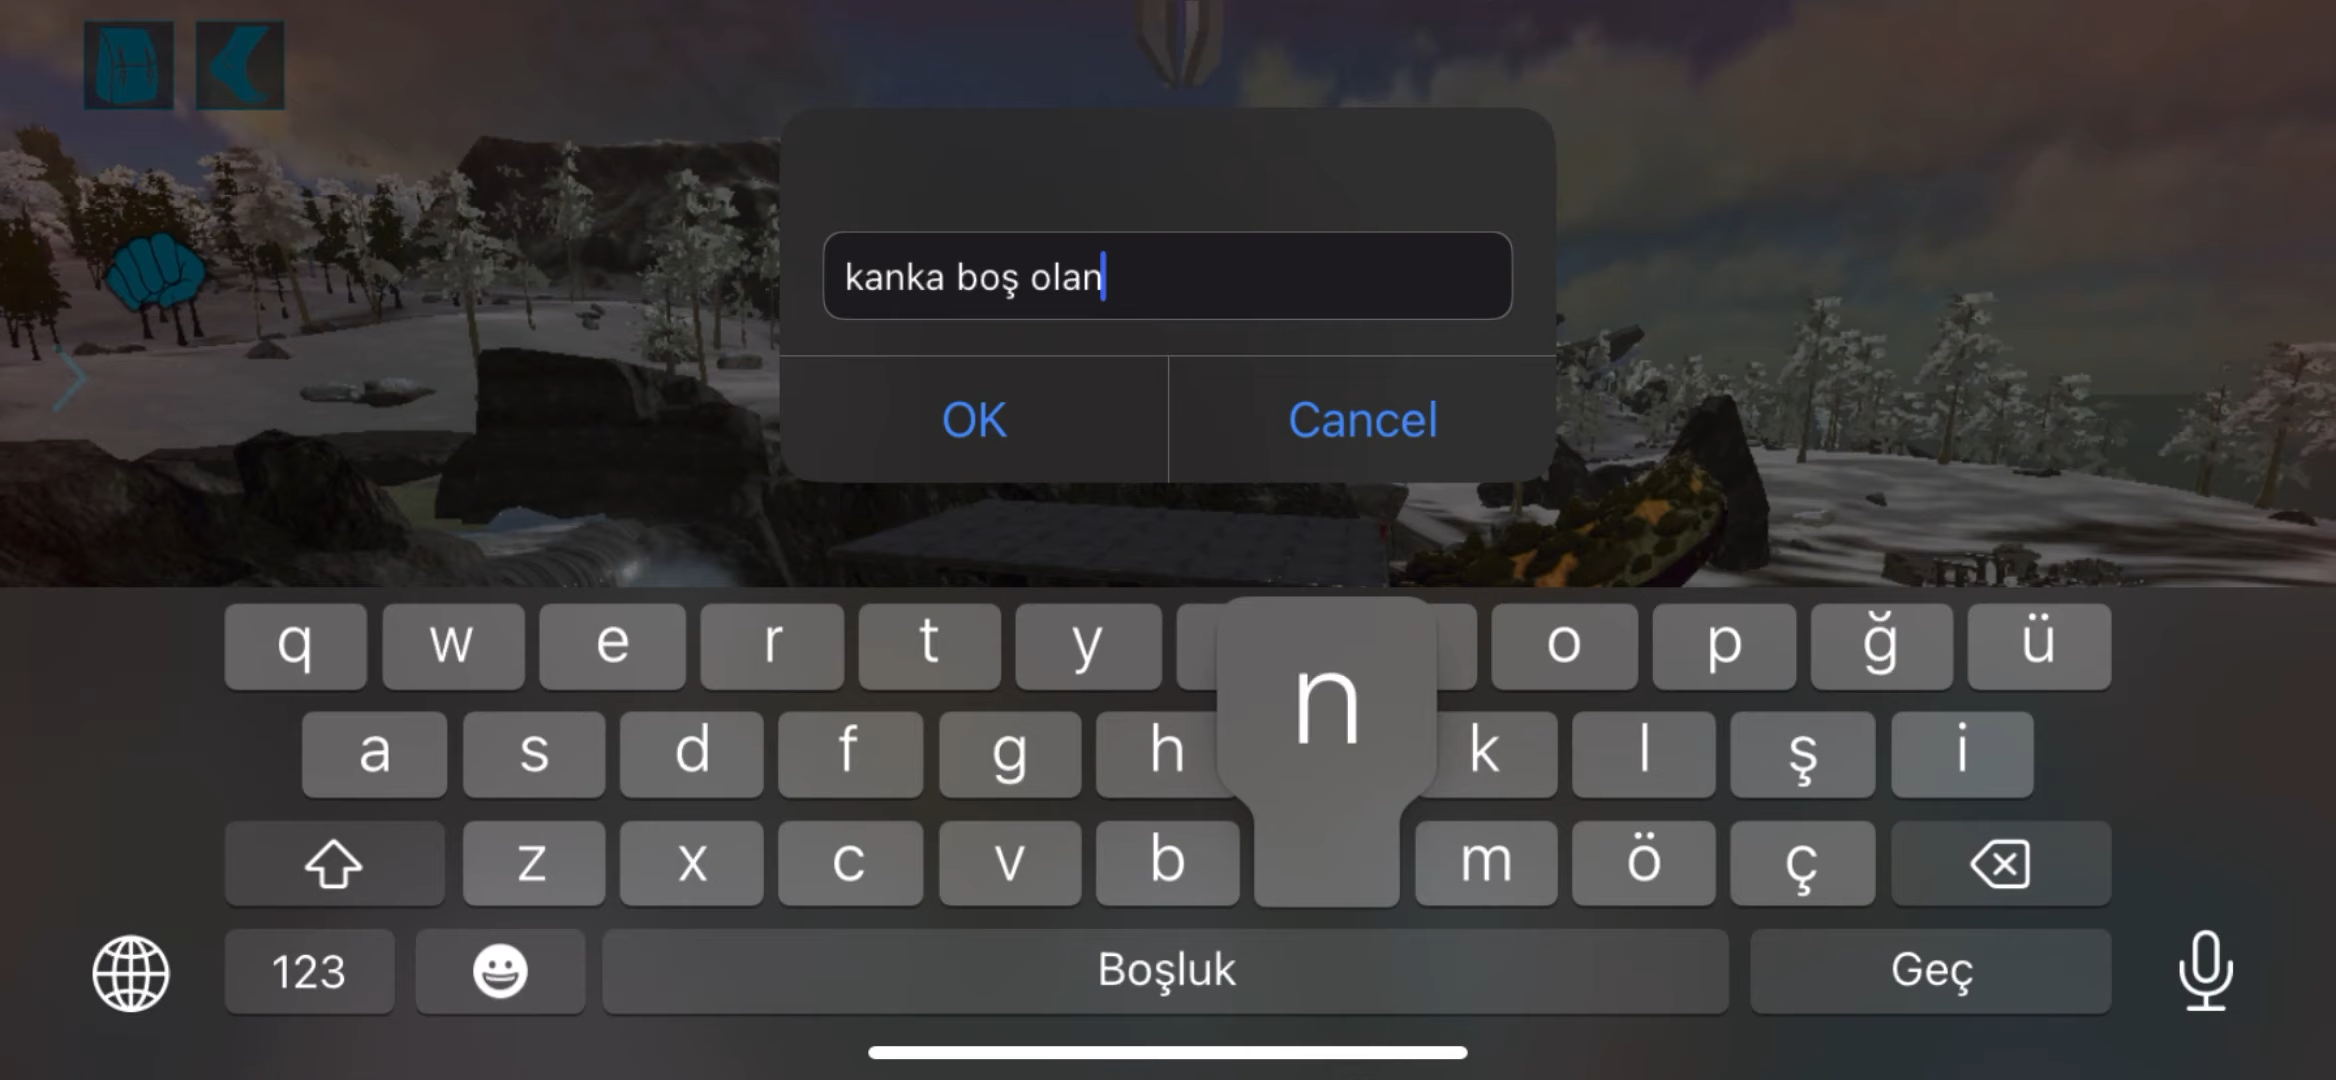 kanka boş olan
OK Cancel
q w e r t y o p ğ ü
n
a s d f g h k l ş i
z x c v b m ö ç
123 Boşluk Geç